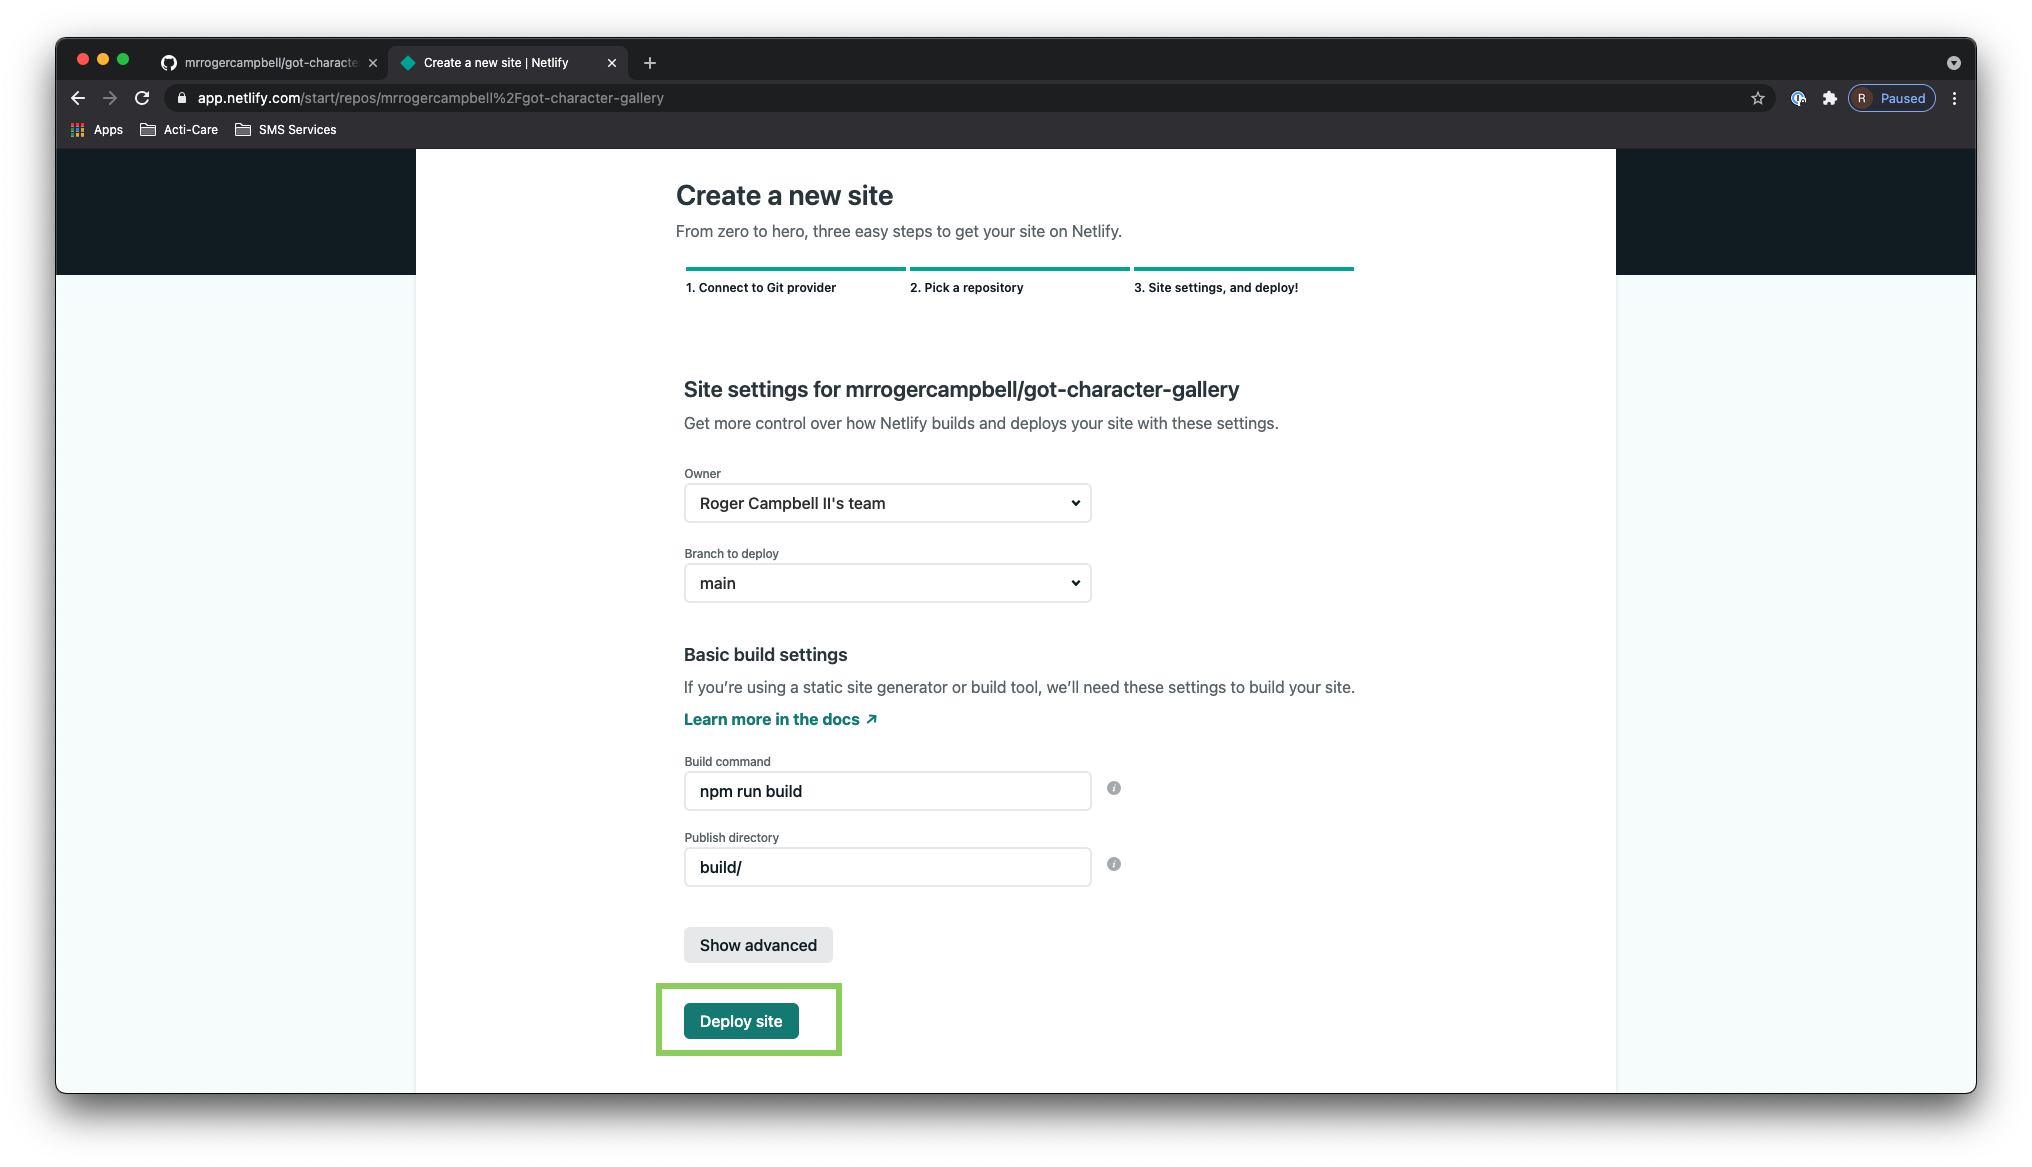 mrrogercampbell/got-characte
Create a new site | Netlify
app.netlify.com/start/repos/mrrogercampbell%2Fgot-character-gallery
R Paused
Apps Acti-Care SMS Services
Create a new site
From zero to hero, three easy steps to get your site on Netlify.
1. Connect to Git provider
2. Pick a repository
3. Site settings, and deploy!
Site settings for mrrogercampbell/got-character-gallery
Get more control over how Netlify builds and deploys your site with these settings.
Owner
Roger Campbell II's team
Branch to deploy
main
Basic build settings
If you’re using a static site generator or build tool, we’ll need these settings to build your site.
Learn more in the docs
Build command
npm run build
Publish directory
build/
Show advanced
Deploy site